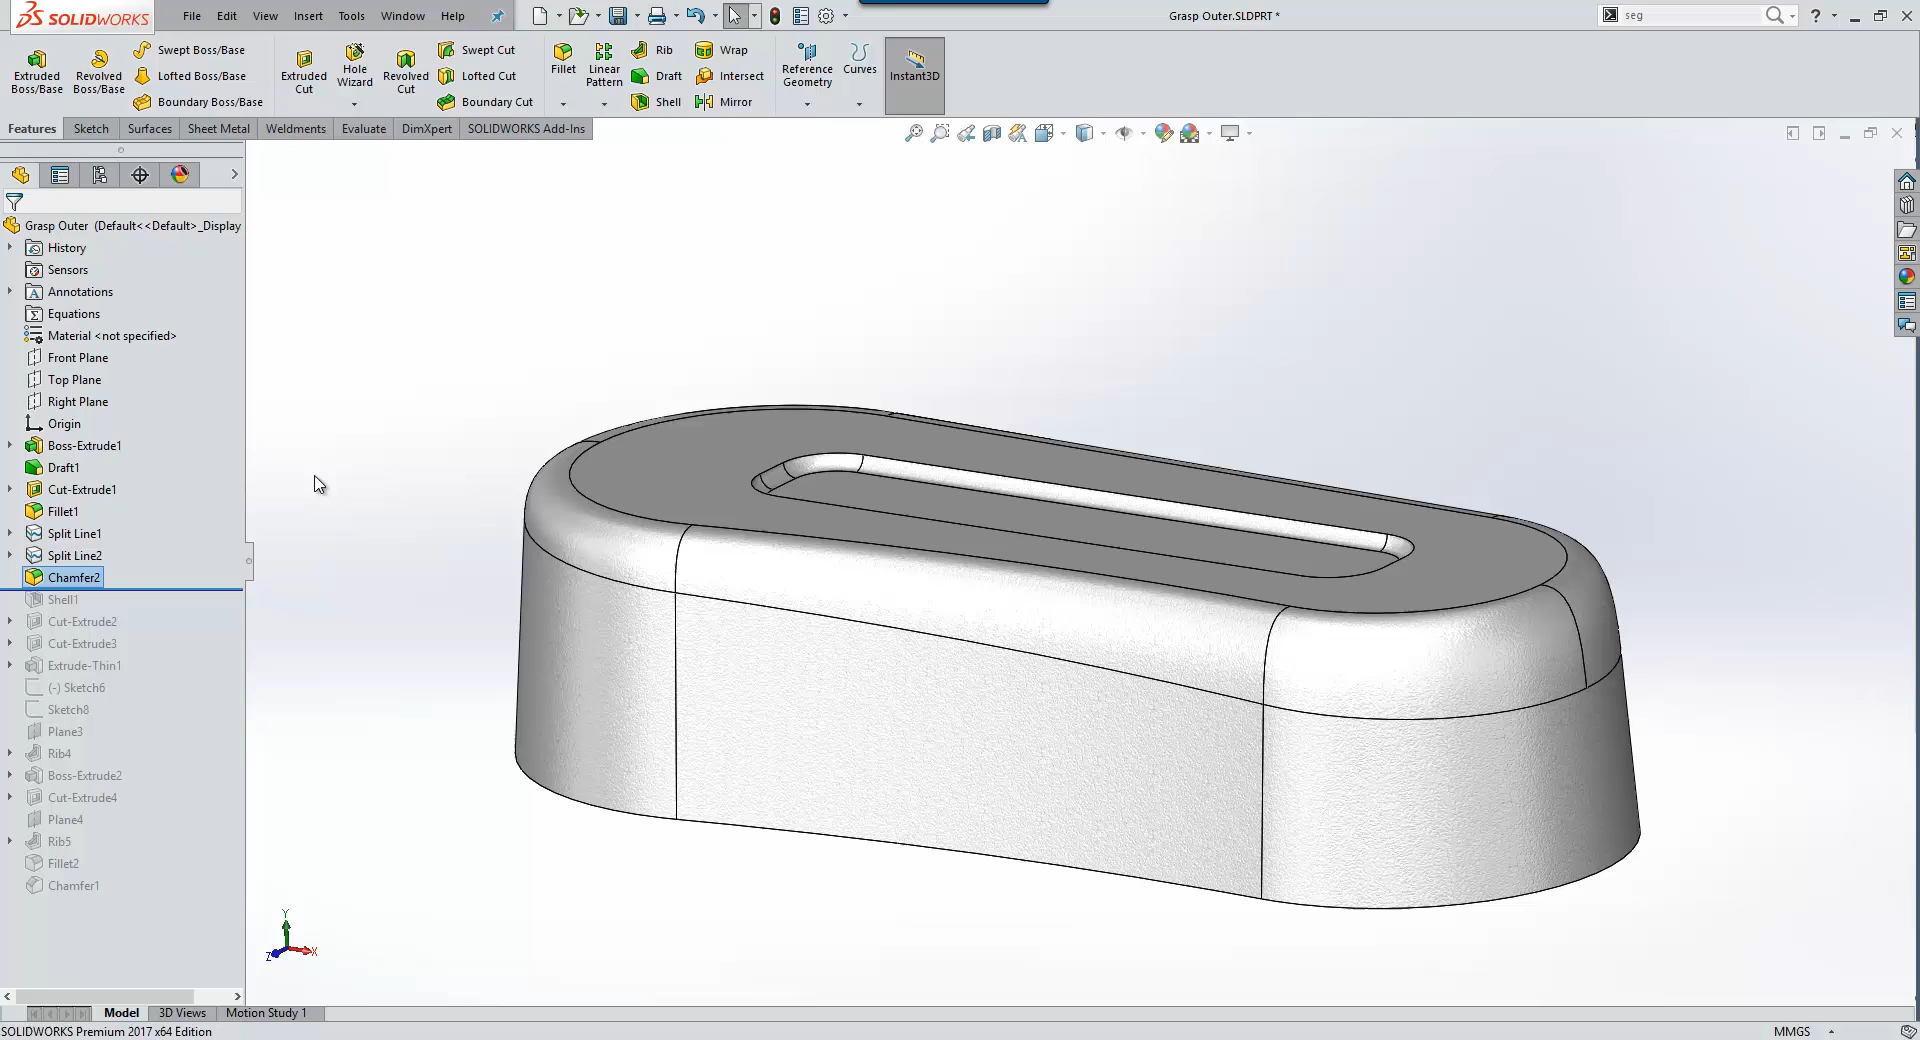 SOLIDWORKS
File Edit View Insert Tools Window Help
Grasp Outer.SLDPRT *
seg
?
Extruded Boss/Base
Revolved Boss/Base
Swept Boss/Base
Lofted Boss/Base
Boundary Boss/Base
Extruded Cut
Hole Wizard
Revolved Cut
Swept Cut
Lofted Cut
Boundary Cut
Fillet
Linear Pattern
Rib
Draft
Shell
Wrap
Intersect
Mirror
Reference Geometry
Curves
Instant3D
Features Sketch Surfaces Sheet Metal Weldments Evaluate DimXpert SOLIDWORKS Add-Ins
Grasp Outer (Default<<Default>_Display
History
Sensors
Annotations
Equations
Material <not specified>
Front Plane
Top Plane
Right Plane
Origin
Boss-Extrude1
Draft1
Cut-Extrude1
Fillet1
Split Line1
Split Line2
Chamfer2
Shell1
Cut-Extrude2
Cut-Extrude3
Extrude-Thin1
(-) Sketch6
Sketch8
Plane3
Rib4
Boss-Extrude2
Cut-Extrude4
Plane4
Rib5
Fillet2
Chamfer1
Y
Z
X
Model 3D Views Motion Study 1
SOLIDWORKS Premium 2017 x64 Edition
MMGS